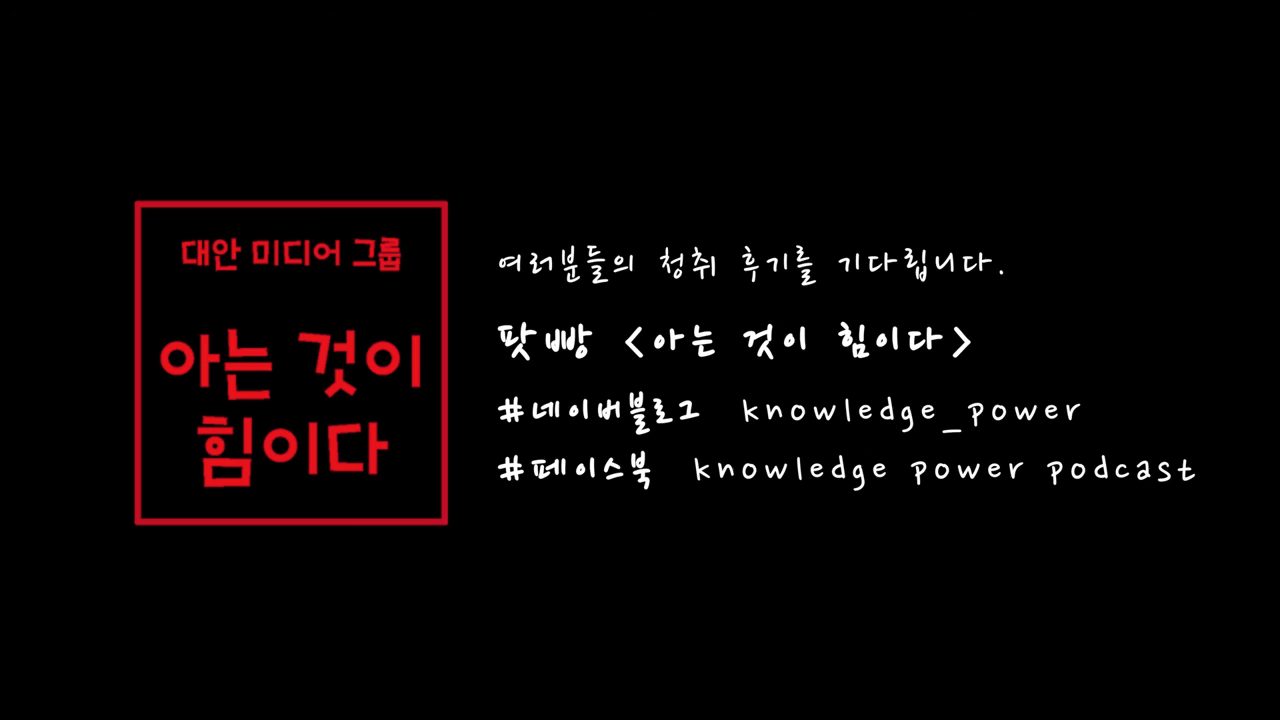 대안 미디어 그룹
아는 것이
힘이다
여러분들의 청취 후기를 기다립니다.
팟빵 <아는 것이 힘이다>
#네이버블로그 knowledge_power
#페이스북 knowledge power podcast